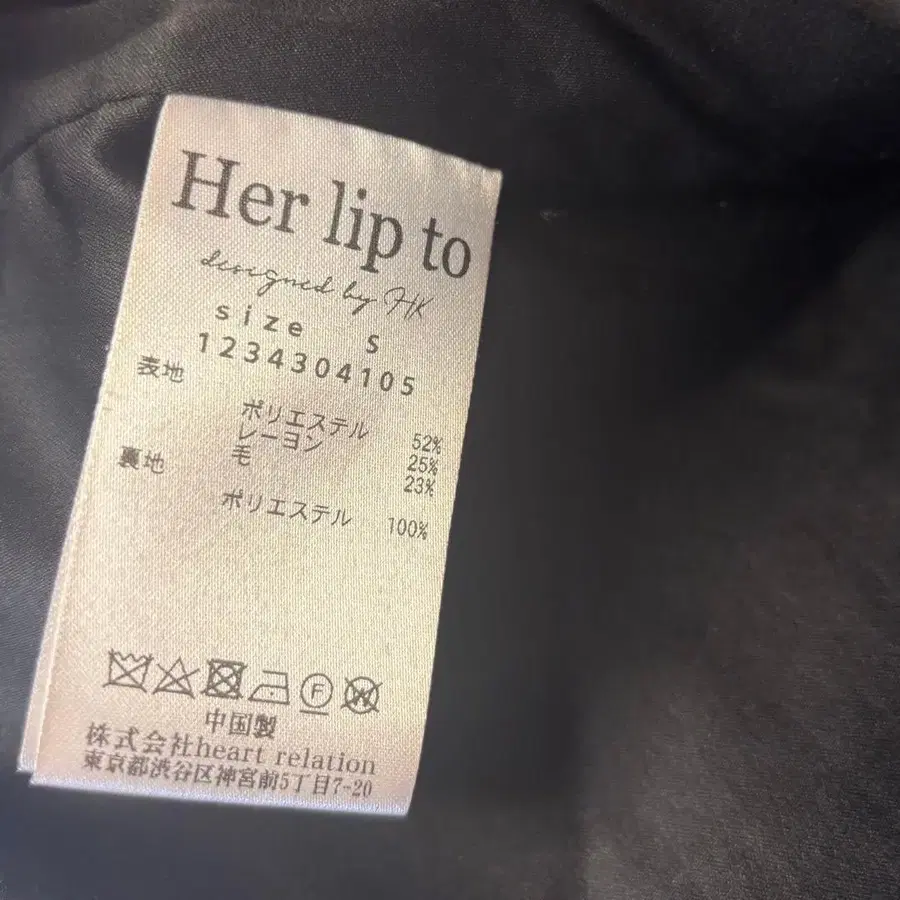 Her lip to
designed by HK
size S
1234304105
表地
ポリエステル 52%
レーヨン 25%
毛 23%
裏地
ポリエステル 100%
F W
中国製
株式会社heart relation
東京都渋谷区神宮前5丁目7-20